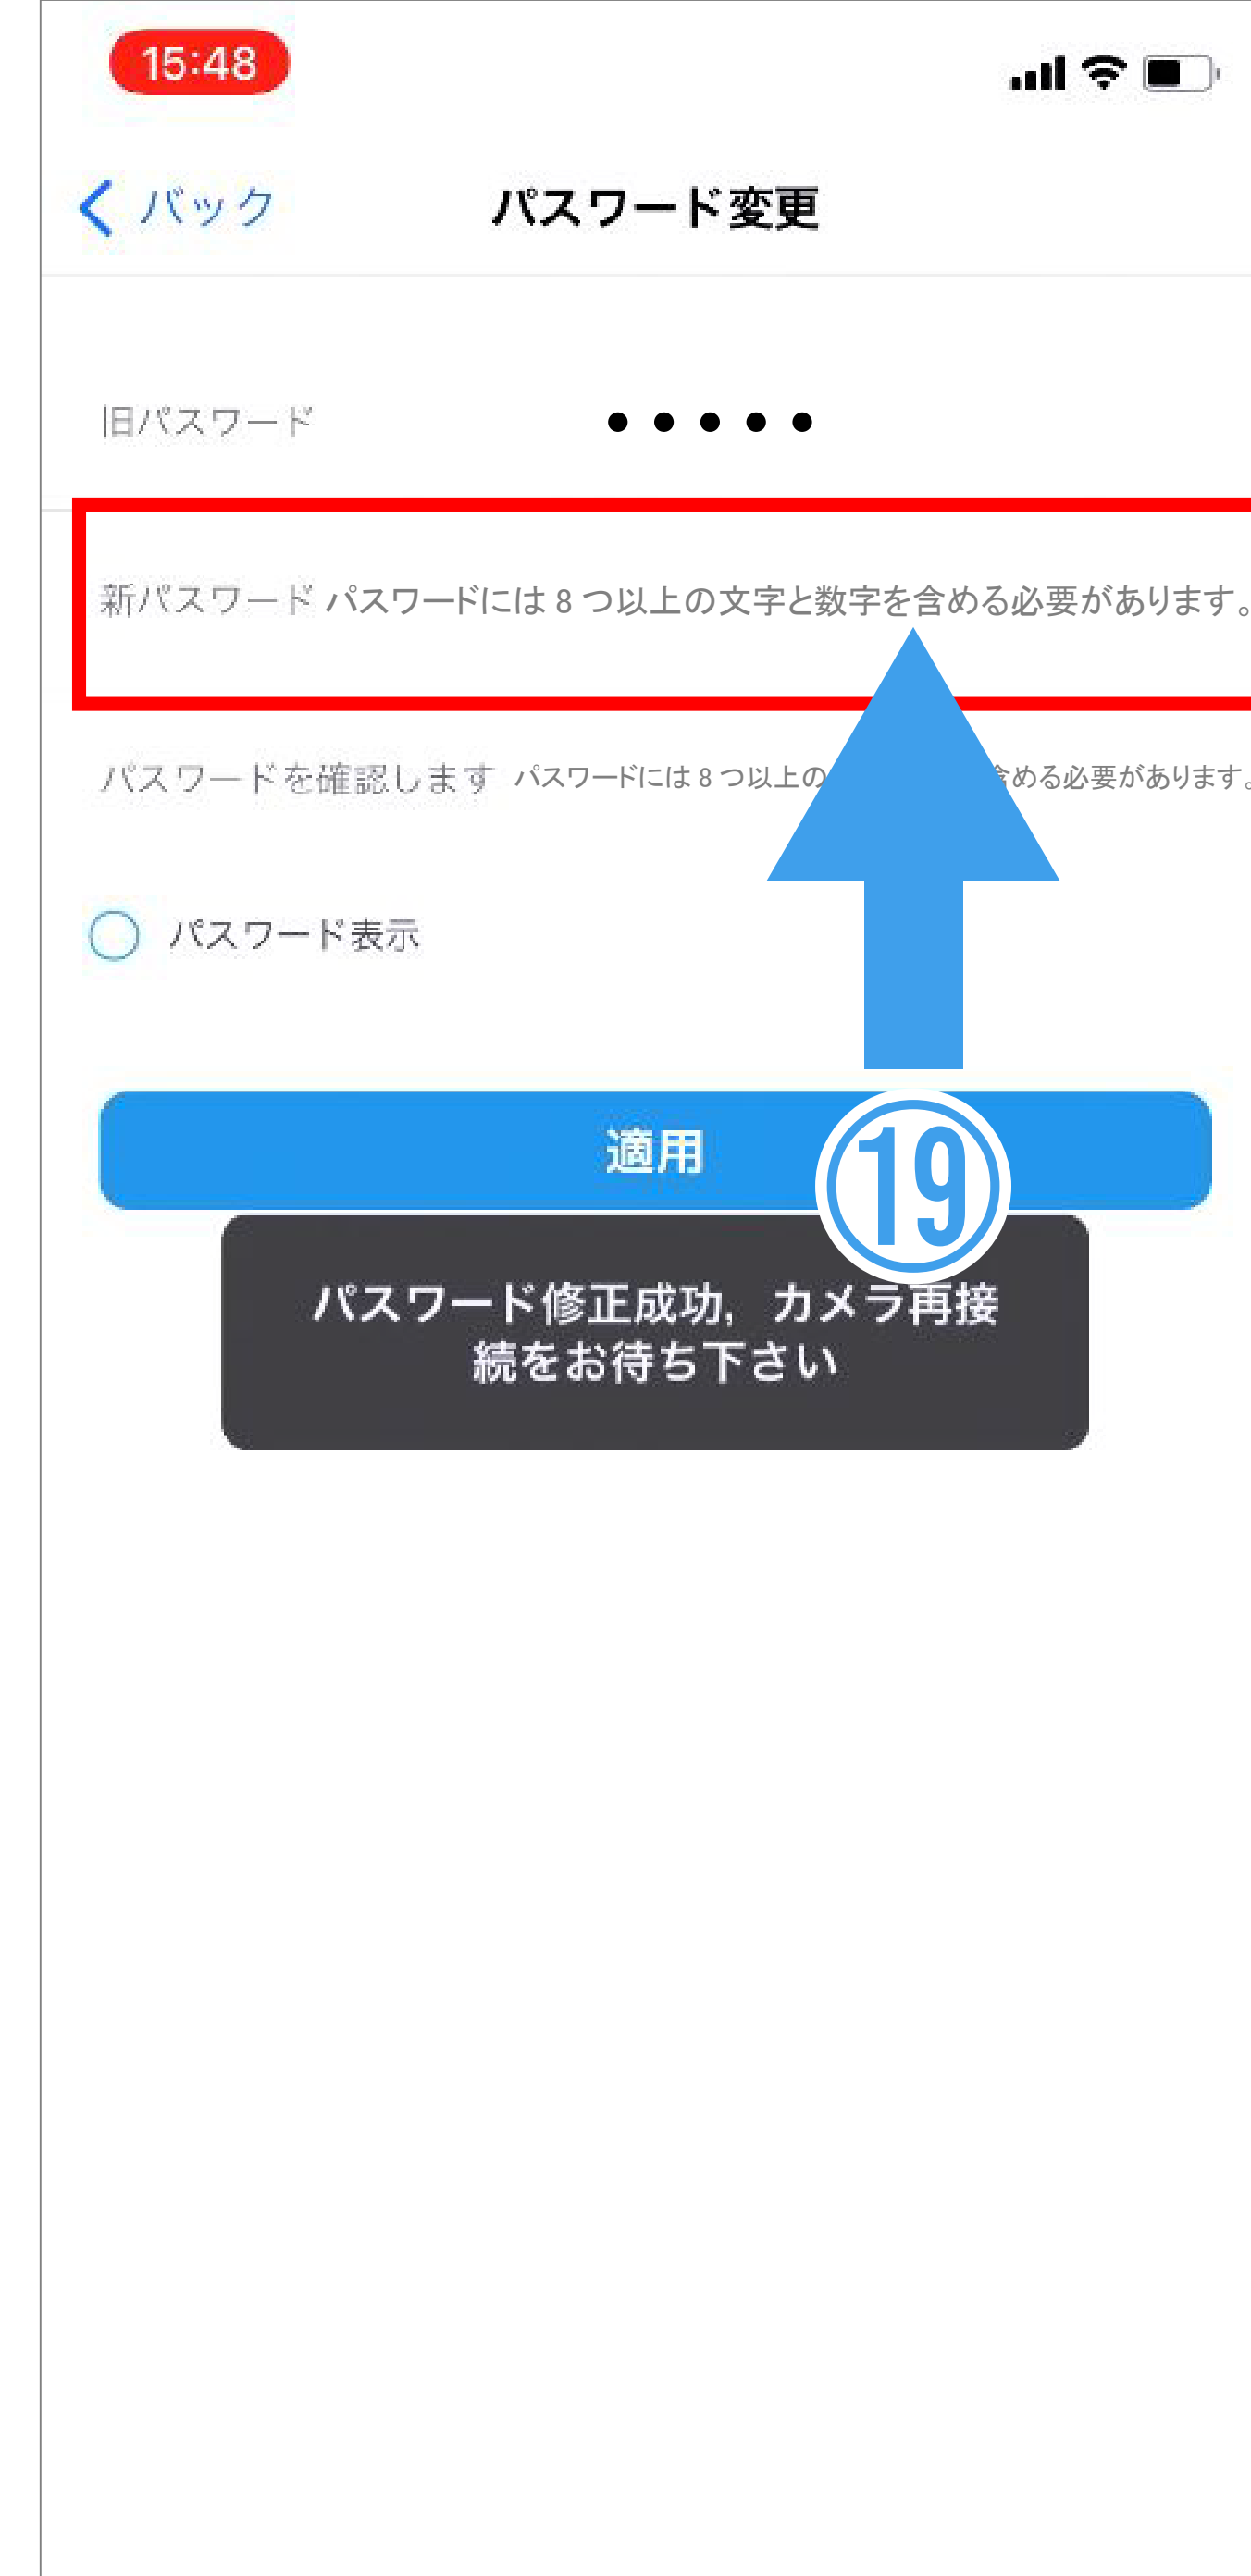 15:48
バック
パスワード変更
旧パスワード
新パスワード パスワードには8つ以上の文字と数字を含める必要があります。
パスワードを確認します パスワードには8つ以上の める必要があります。
パスワード表示
適用
19
パスワード修正成功，カメラ再接
続をお待ち下さい